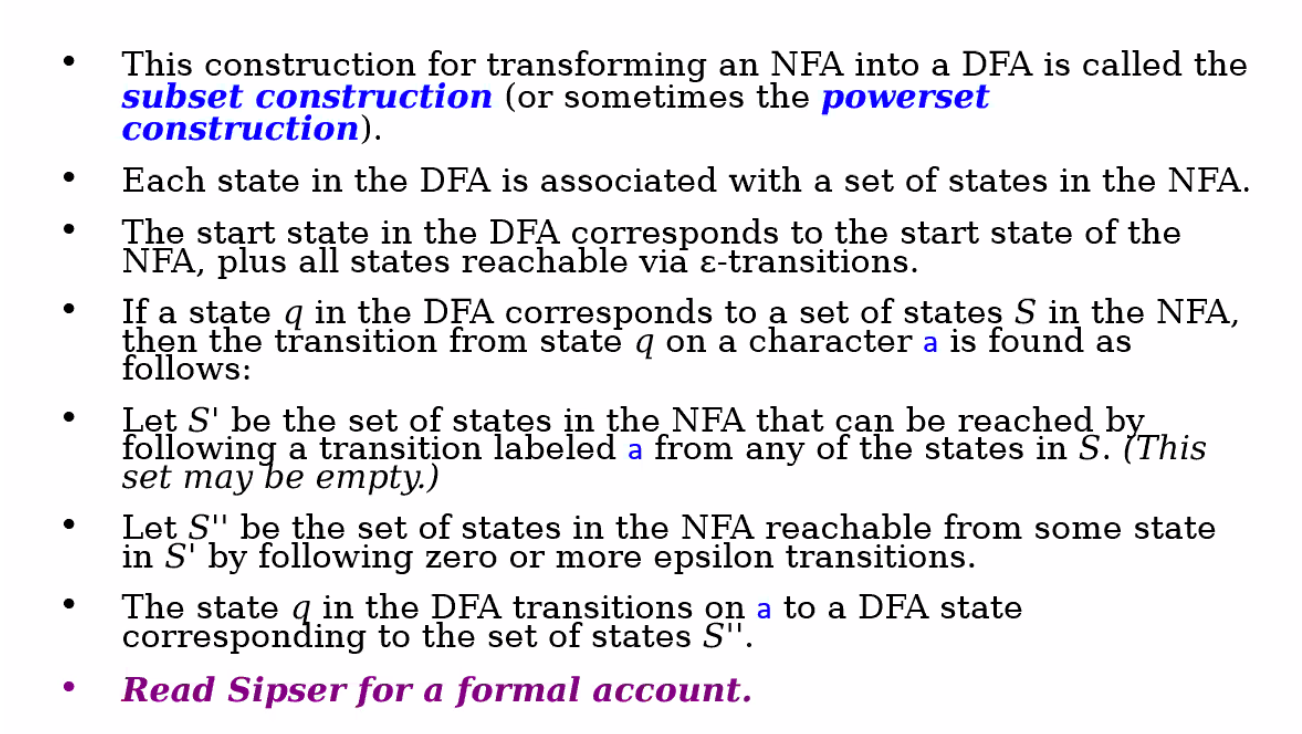 • This construction for transforming an NFA into a DFA is called the
subset construction (or sometimes the powerset
construction).
• Each state in the DFA is associated with a set of states in the NFA.
• The start state in the DFA corresponds to the start state of the
NFA, plus all states reachable via ε-transitions.
• If a state q in the DFA corresponds to a set of states S in the NFA,
then the transition from state q on a character a is found as
follows:
• Let S' be the set of states in the NFA that can be reached by
following a transition labeled a from any of the states in S. (This
set may be empty.)
• Let S'' be the set of states in the NFA reachable from some state
in S' by following zero or more epsilon transitions.
• The state q in the DFA transitions on a to a DFA state
corresponding to the set of states S''.
• Read Sipser for a formal account.